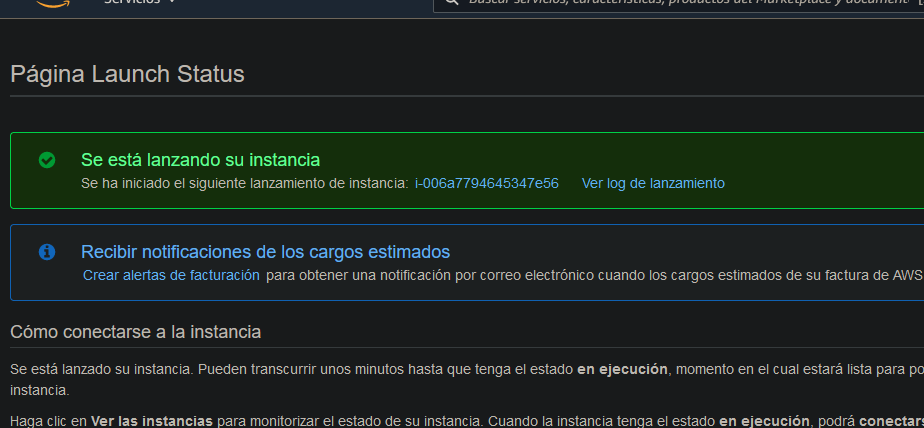 Servicios
Buscar servicios, características, productos del Marketplace y document
Página Launch Status
Se está lanzando su instancia
Se ha iniciado el siguiente lanzamiento de instancia: i-006a7794645347e56 Ver log de lanzamiento
Recibir notificaciones de los cargos estimados
Crear alertas de facturación para obtener una notificación por correo electrónico cuando los cargos estimados de su factura de AWS
Cómo conectarse a la instancia
Se está lanzado su instancia. Pueden transcurrir unos minutos hasta que tenga el estado en ejecución, momento en el cual estará lista para po
instancia.
Haga clic en Ver las instancias para monitorizar el estado de su instancia. Cuando la instancia tenga el estado en ejecución, podrá conectar